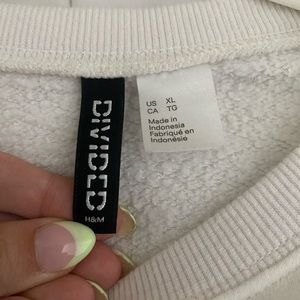 DIVIDED
H&M
US XL
CA TG
Made in
Indonesia
Fabriqué en
Indonésie